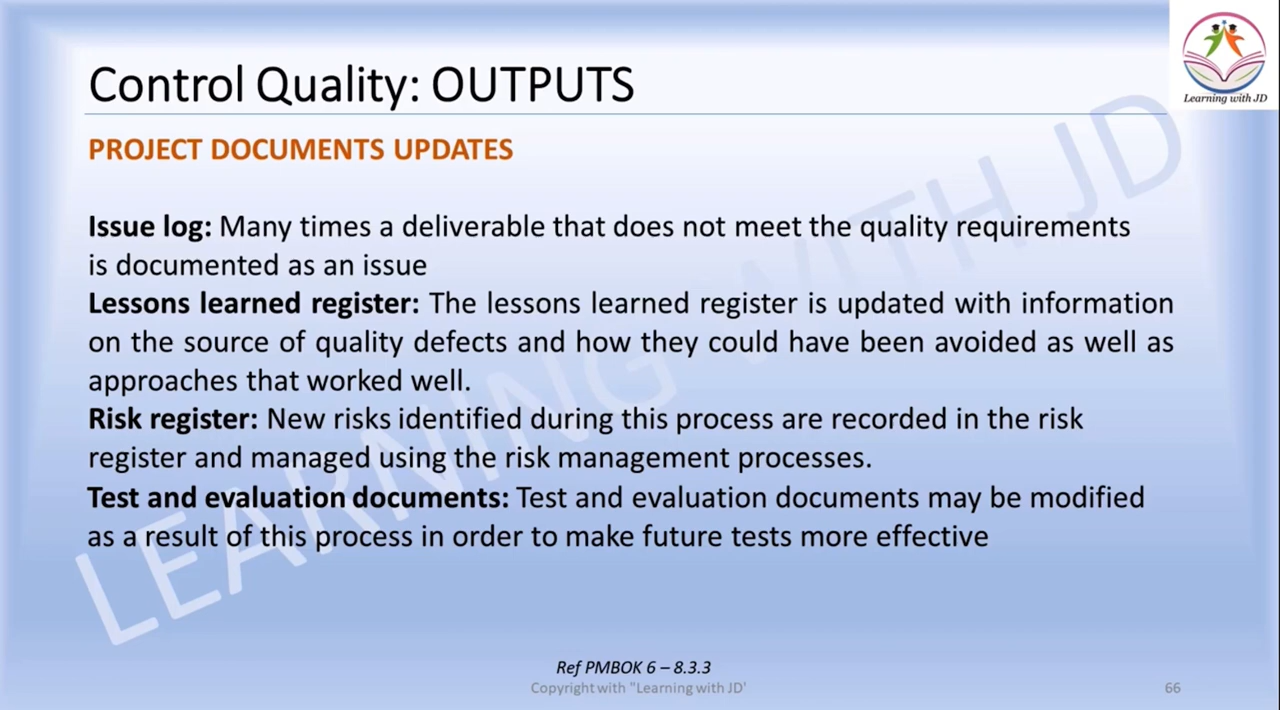 Learning with JD
Control Quality: OUTPUTS
PROJECT DOCUMENTS UPDATES
Issue log: Many times a deliverable that does not meet the quality requirements
is documented as an issue
Lessons learned register: The lessons learned register is updated with information
on the source of quality defects and how they could have been avoided as well as
approaches that worked well.
Risk register: New risks identified during this process are recorded in the risk
register and managed using the risk management processes.
Test and evaluation documents: Test and evaluation documents may be modified
as a result of this process in order to make future tests more effective
LEARNING WITH JD
Ref PMBOK 6 – 8.3.3
Copyright with "Learning with JD'
66